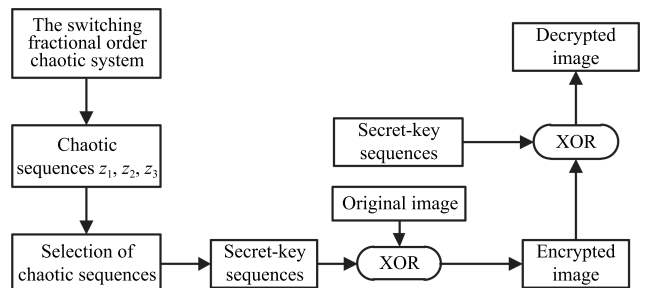 The switching
fractional order
chaotic system
Chaotic
sequences z1, z2, z3
Selection of
chaotic sequences
Secret-key
sequences
Original image
XOR
Encrypted
image
Secret-key
sequences
XOR
Decrypted
image